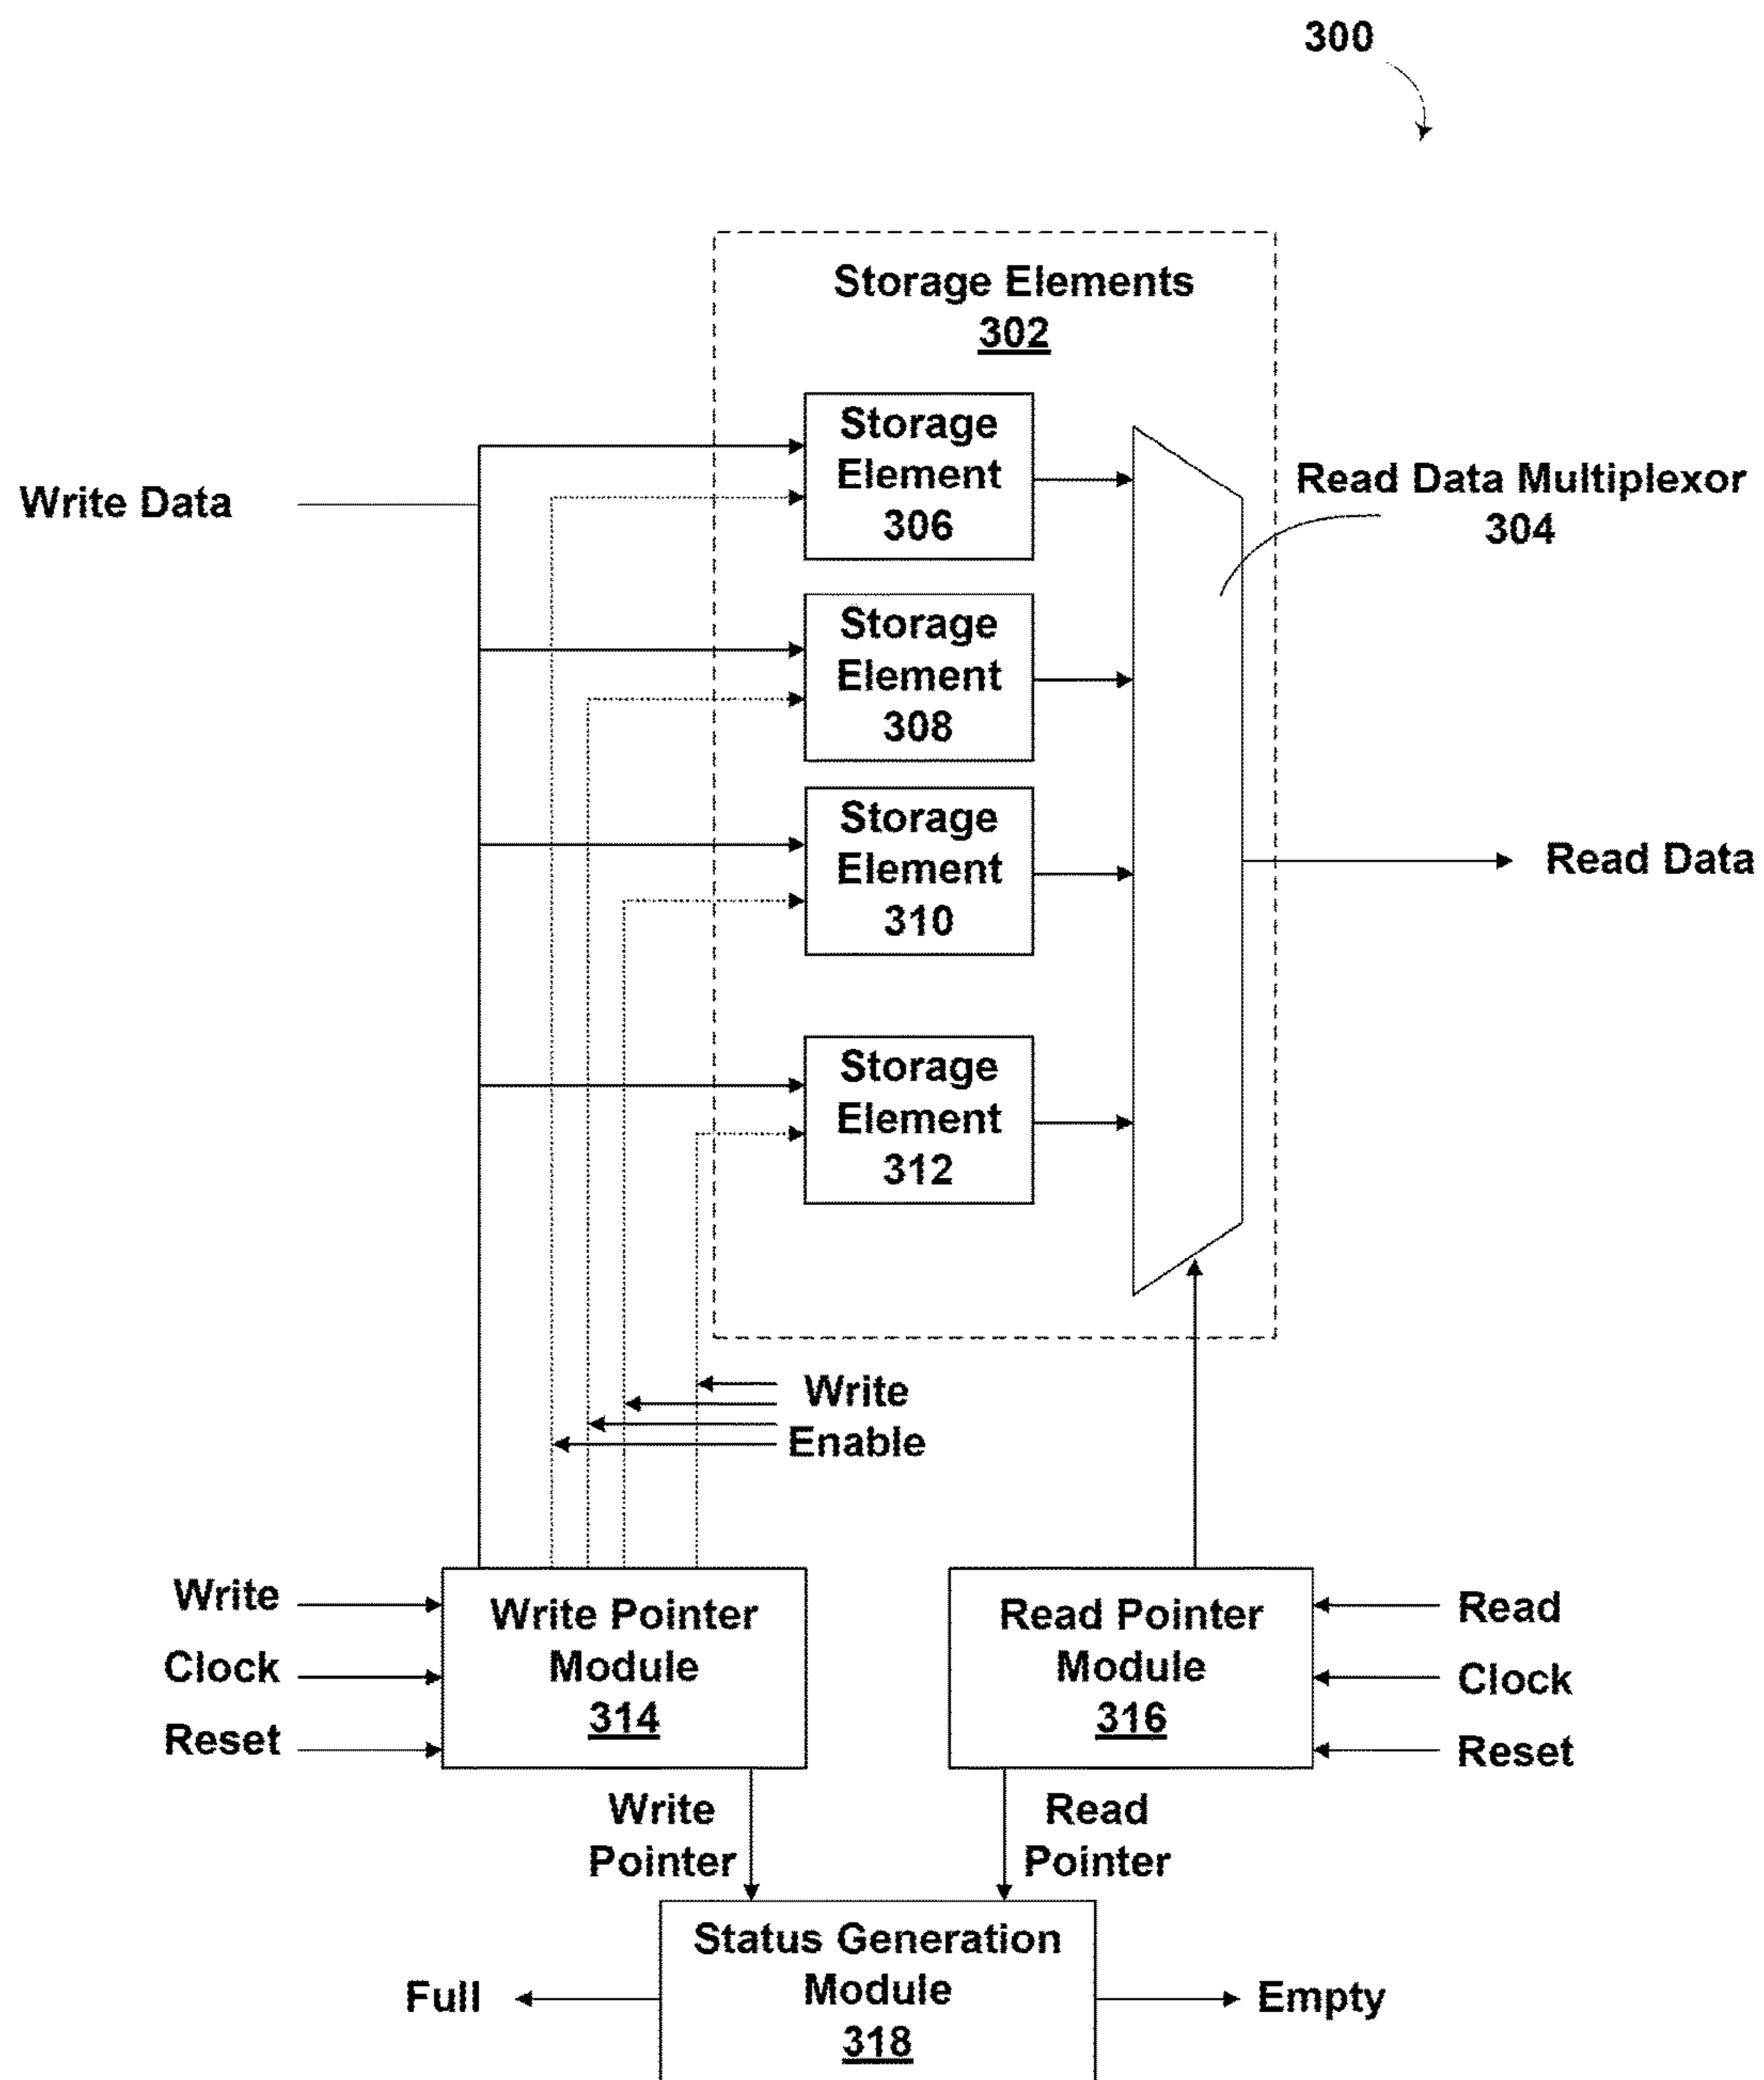 300
Storage Elements
302
Storage
Element
306
Write Data
Read Data Multiplexor
304
Storage
Element
308
Storage
Element
310
Read Data
Storage
Element
312
Write
Enable
Write
Clock
Reset
Write Pointer
Module
314
Read Pointer
Module
316
Read
Clock
Reset
Write
Pointer
Read
Pointer
Status Generation
Module
318
Full
Empty